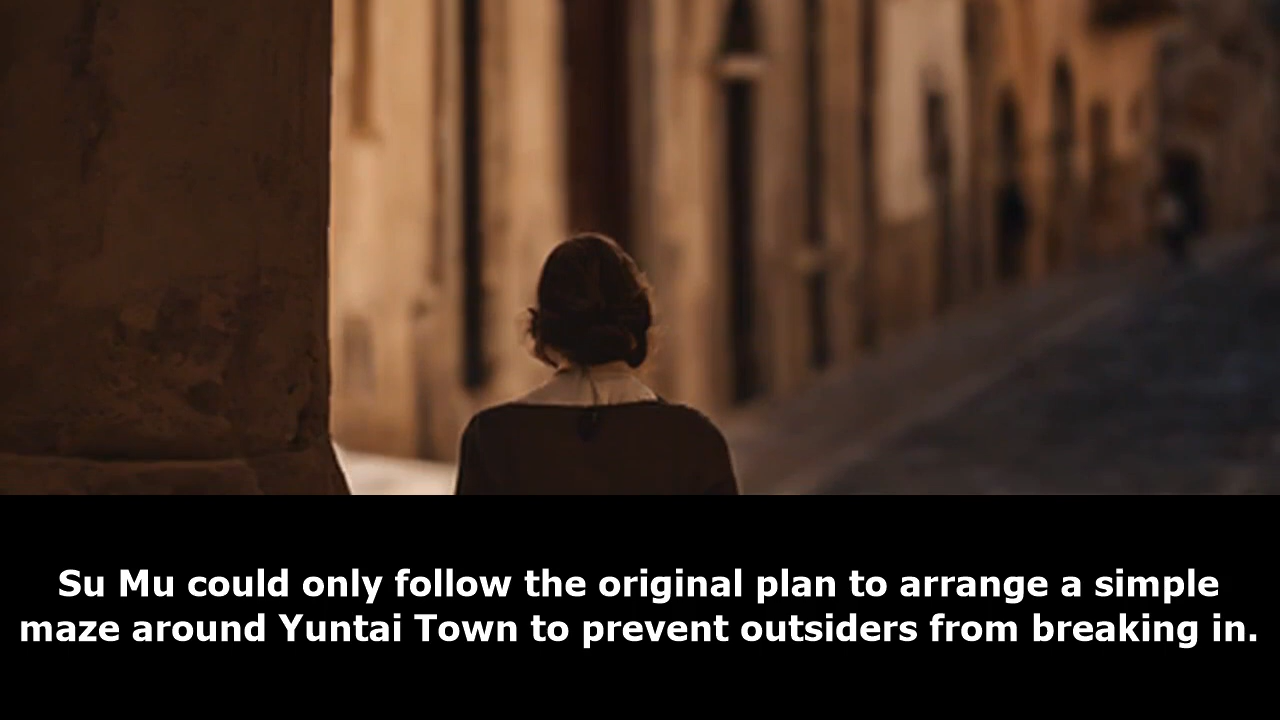 Su Mu could only follow the original plan to arrange a simple
maze around Yuntai Town to prevent outsiders from breaking in.